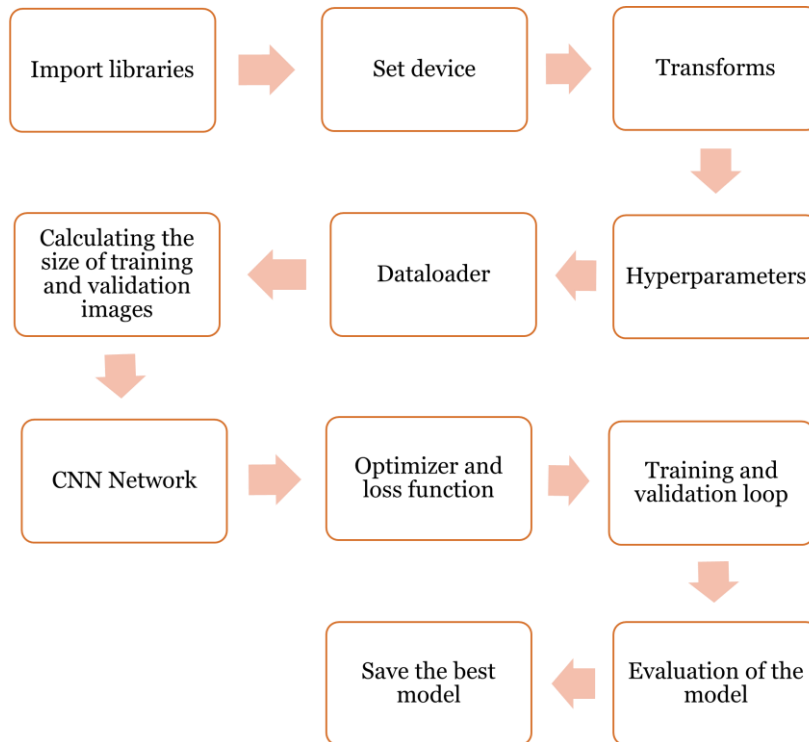 Import libraries
Set device
Transforms
Hyperparameters
Dataloader
Calculating the
size of training
and validation
images
CNN Network
Optimizer and
loss function
Training and
validation loop
Evaluation of the
model
Save the best
model